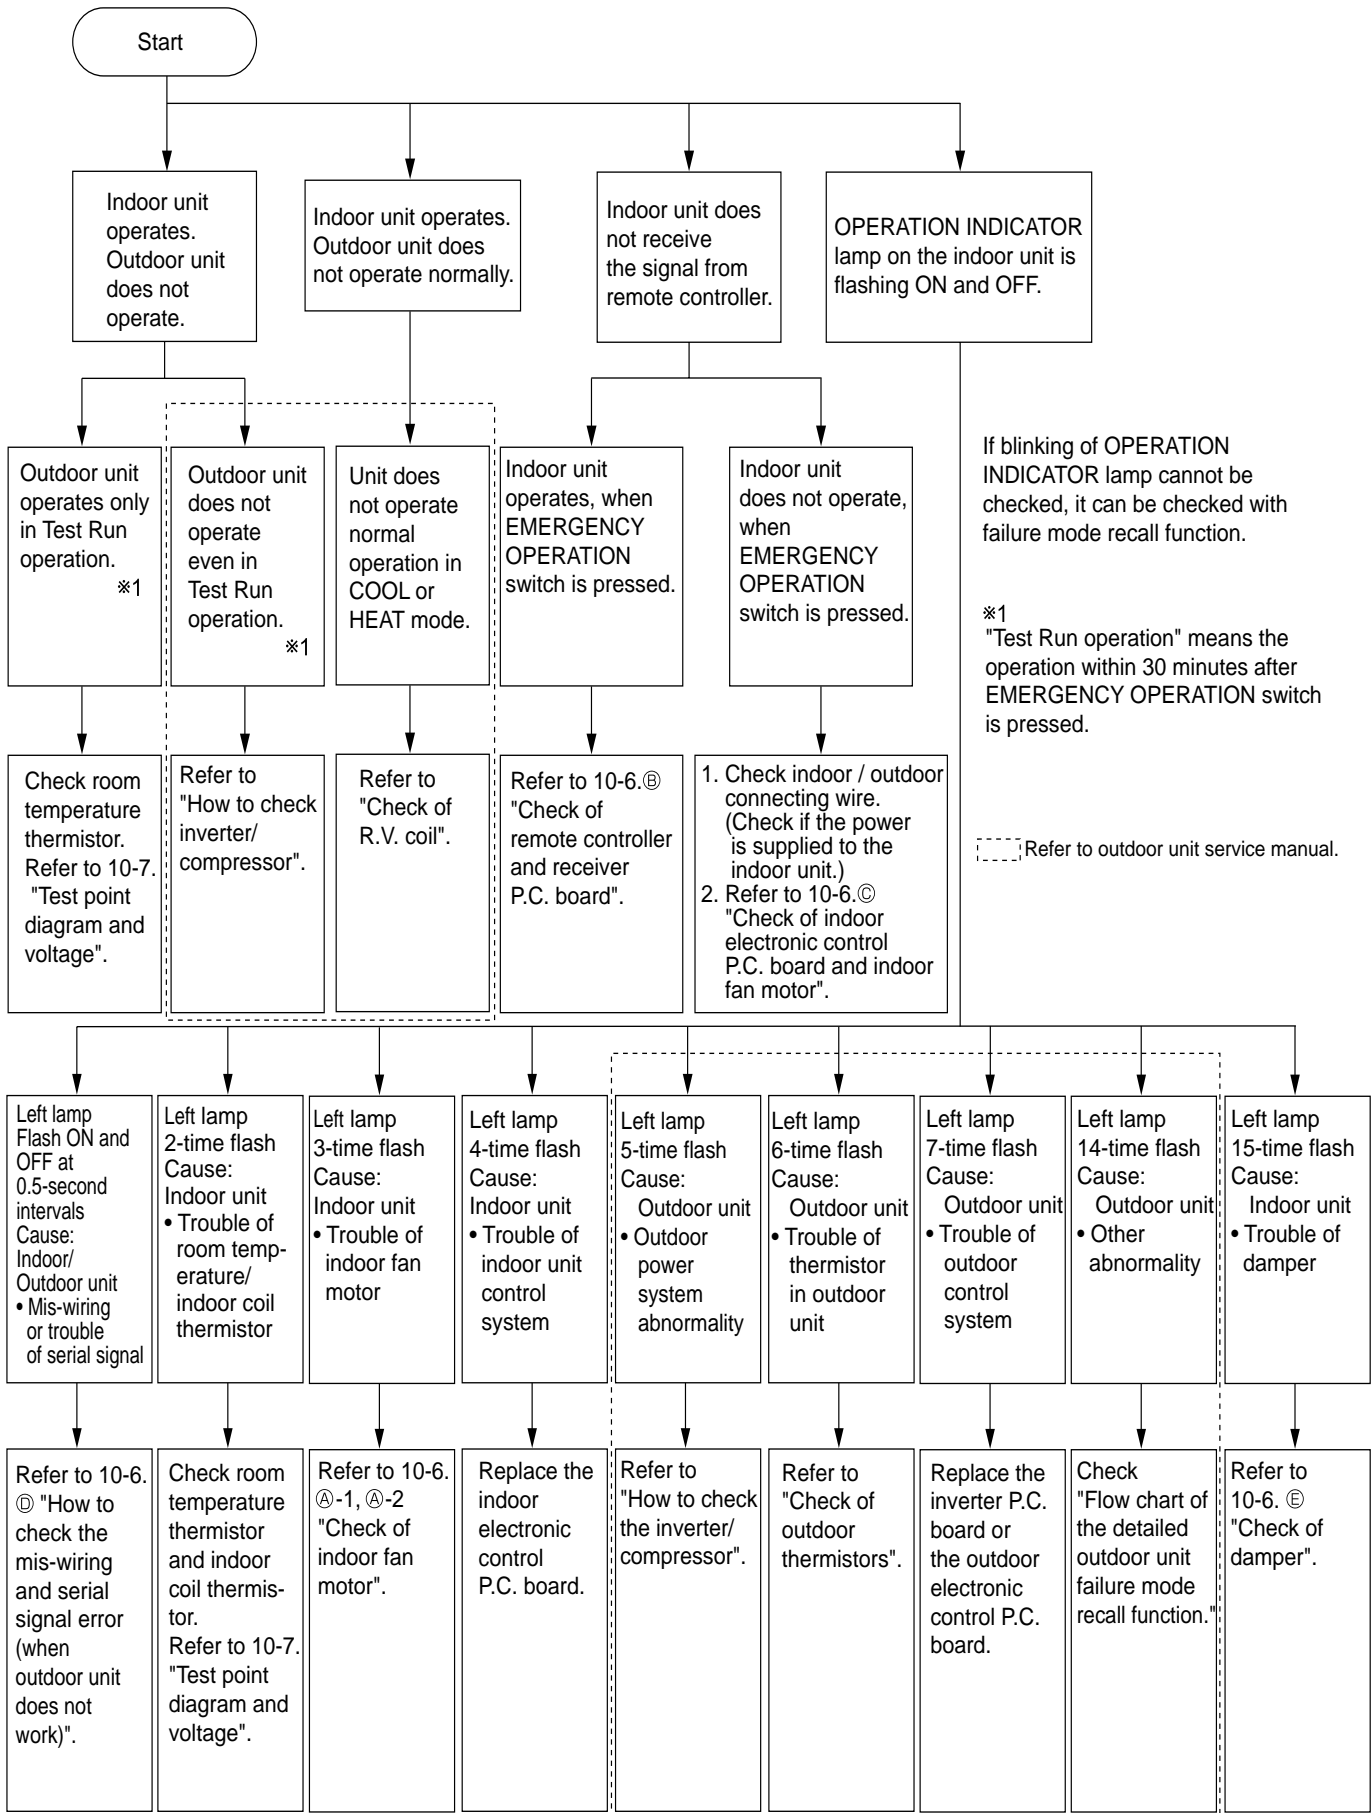 Start
Indoor unit
operates.
Outdoor unit
does not
operate.
Indoor unit operates.
Outdoor unit does
not operate normally.
Indoor unit does
not receive
the signal from
remote controller.
OPERATION INDICATOR
lamp on the indoor unit is
flashing ON and OFF.
Outdoor unit
operates only
in Test Run
operation.
※1
Outdoor unit
does not
operate
even in
Test Run
operation.
※1
Unit does
not operate
normal
operation in
COOL or
HEAT mode.
Indoor unit
operates, when
EMERGENCY
OPERATION
switch is pressed.
Indoor unit
does not operate,
when
EMERGENCY
OPERATION
switch is pressed.
If blinking of OPERATION
INDICATOR lamp cannot be
checked, it can be checked with
failure mode recall function.
※1
"Test Run operation" means the
operation within 30 minutes after
EMERGENCY OPERATION switch
is pressed.
Refer to outdoor unit service manual.
Check room
temperature
thermistor.
Refer to 10-7.
"Test point
diagram and
voltage".
Refer to
"How to check
inverter/
compressor".
Refer to
"Check of
R.V. coil".
Refer to 10-6.Ⓑ
"Check of
remote controller
and receiver
P.C. board".
1. Check indoor / outdoor
connecting wire.
(Check if the power
is supplied to the
indoor unit.)
2. Refer to 10-6.Ⓒ
"Check of indoor
electronic control
P.C. board and indoor
fan motor".
Left lamp
Flash ON and
OFF at
0.5-second
intervals
Cause:
Indoor/
Outdoor unit
• Mis-wiring
or trouble
of serial signal
Left lamp
2-time flash
Cause:
Indoor unit
• Trouble of
room temp-
erature/
indoor coil
thermistor
Left lamp
3-time flash
Cause:
Indoor unit
• Trouble of
indoor fan
motor
Left lamp
4-time flash
Cause:
Indoor unit
• Trouble of
indoor unit
control
system
Left lamp
5-time flash
Cause:
Outdoor unit
• Outdoor
power
system
abnormality
Left lamp
6-time flash
Cause:
Outdoor unit
• Trouble of
thermistor
in outdoor
unit
Left lamp
7-time flash
Cause:
Outdoor unit
• Trouble of
outdoor
control
system
Left lamp
14-time flash
Cause:
Outdoor unit
• Other
abnormality
Left lamp
15-time flash
Cause:
Indoor unit
• Trouble of
damper
Refer to 10-6.
Ⓓ "How to
check the
mis-wiring
and serial
signal error
(when
outdoor unit
does not
work)".
Check room
temperature
thermistor
and indoor
coil thermis-
tor.
Refer to 10-7.
"Test point
diagram and
voltage".
Refer to 10-6.
Ⓐ-1, Ⓐ-2
"Check of
indoor fan
motor".
Replace the
indoor
electronic
control
P.C. board.
Refer to
"How to check
the inverter/
compressor".
Refer to
"Check of
outdoor
thermistors".
Replace the
inverter P.C.
board or
the outdoor
electronic
control P.C.
board.
Check
"Flow chart of
the detailed
outdoor unit
failure mode
recall function."
Refer to
10-6. Ⓔ
"Check of
damper".